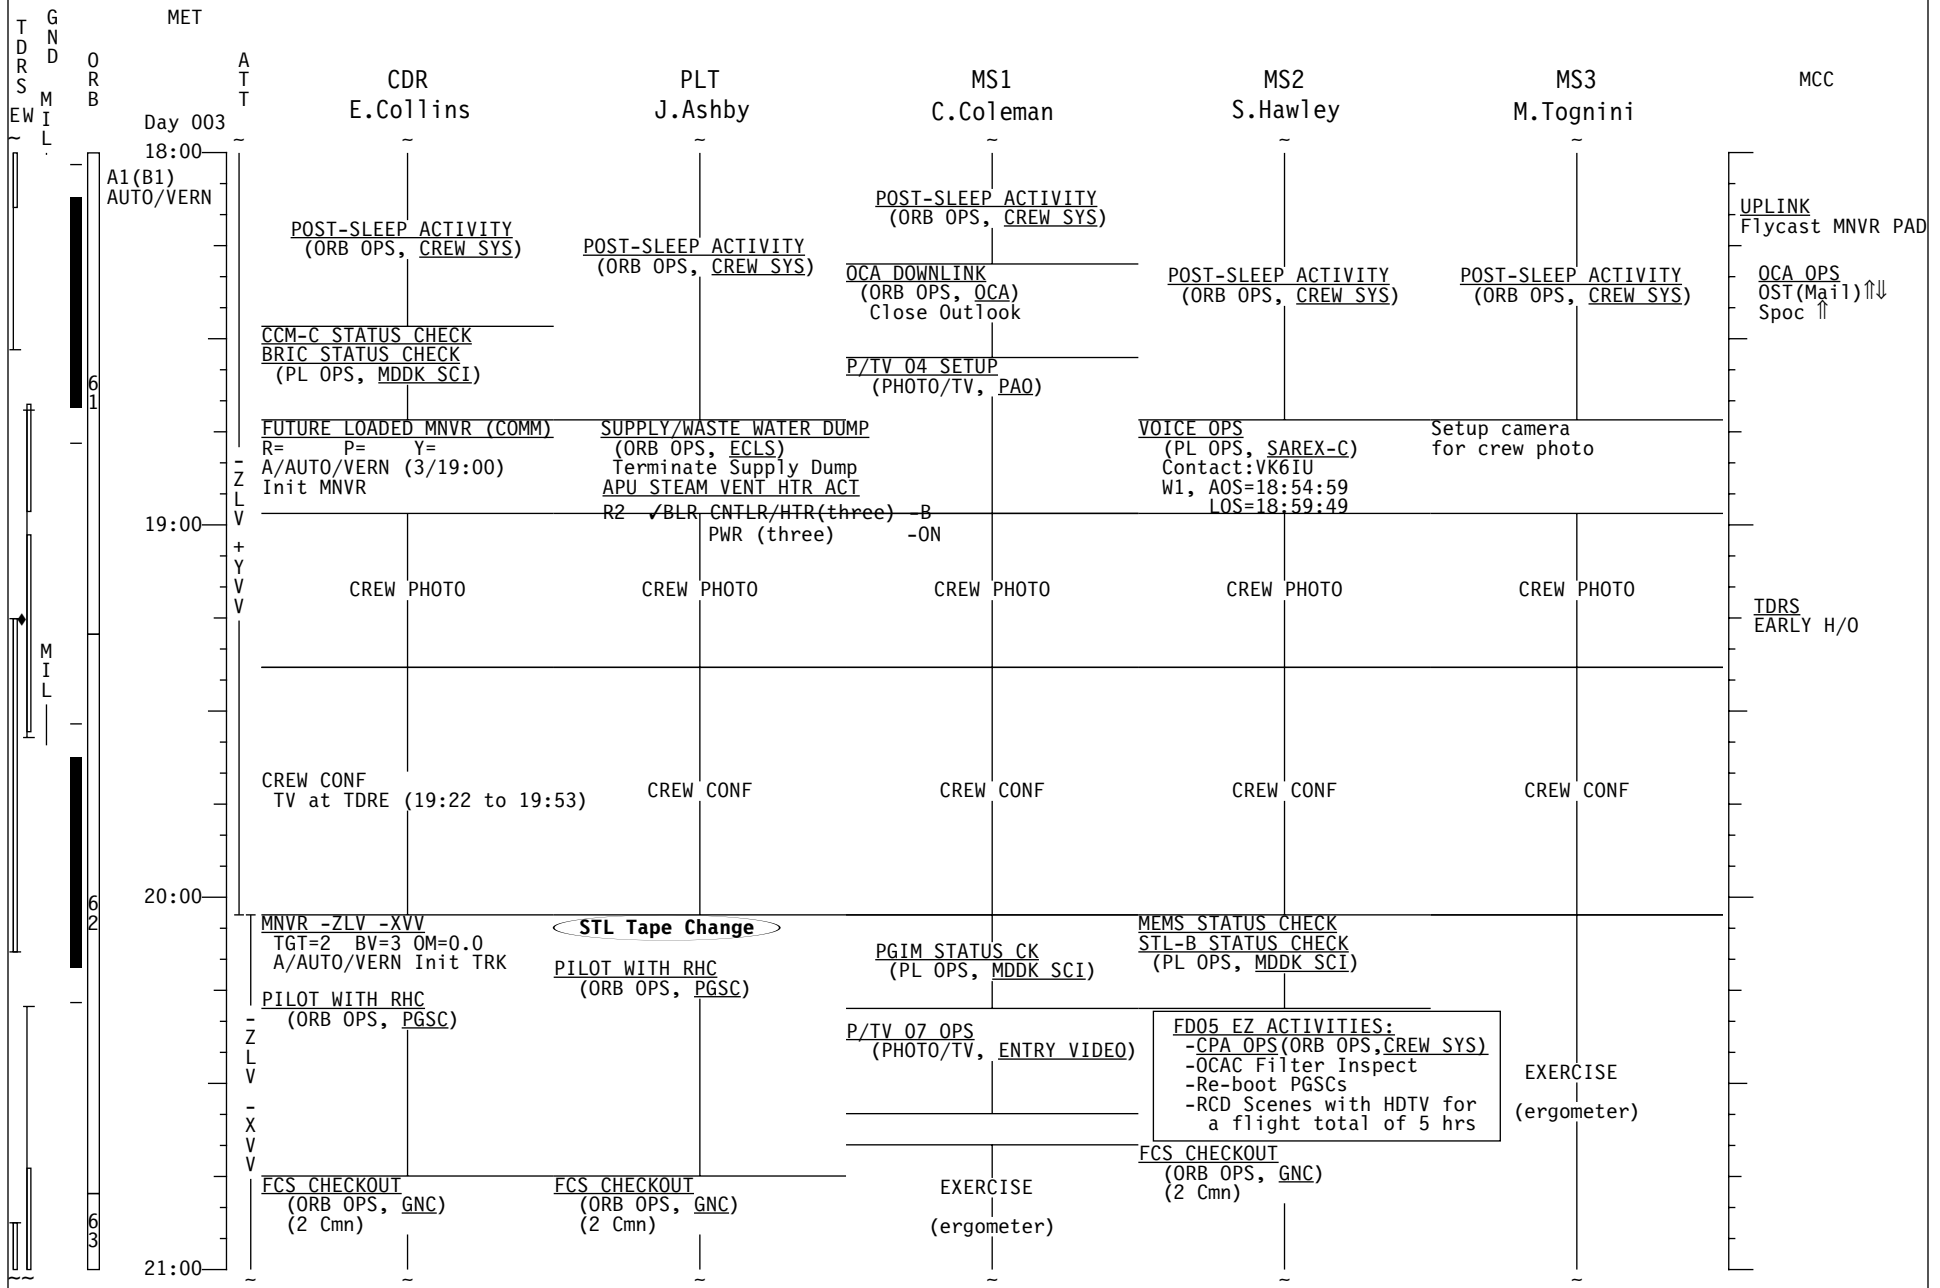 TDRS
GND
MET
EW
MIL
ORB
ATT
CDR
E.Collins
PLT
J.Ashby
MS1
C.Coleman
MS2
S.Hawley
MS3
M.Tognini
MCC
Day 003
18:00
A1(B1)
AUTO/VERN
POST-SLEEP ACTIVITY
(ORB OPS, CREW SYS)
POST-SLEEP ACTIVITY
(ORB OPS, CREW SYS)
POST-SLEEP ACTIVITY
(ORB OPS, CREW SYS)
OCA DOWNLINK
(ORB OPS, OCA)
Close Outlook
POST-SLEEP ACTIVITY
(ORB OPS, CREW SYS)
POST-SLEEP ACTIVITY
(ORB OPS, CREW SYS)
UPLINK
Flycast MNVR PAD
OCA OPS
OST(Mail)⇑⇓
Spoc ⇑
CCM-C STATUS CHECK
BRIC STATUS CHECK
(PL OPS, MDDK SCI)
P/TV 04 SETUP
(PHOTO/TV, PAO)
61
FUTURE LOADED MNVR (COMM)
R= P= Y=
A/AUTO/VERN (3/19:00)
Init MNVR
SUPPLY/WASTE WATER DUMP
(ORB OPS, ECLS)
Terminate Supply Dump
APU STEAM VENT HTR ACT
R2 ✓BLR CNTLR/HTR(three) -B
PWR (three) -ON
VOICE OPS
(PL OPS, SAREX-C)
Contact:VK6IU
W1, AOS=18:54:59
LOS=18:59:49
Setup camera
for crew photo
-ZLV +YVV
19:00
CREW PHOTO
CREW PHOTO
CREW PHOTO
CREW PHOTO
CREW PHOTO
TDRS
EARLY H/O
MIL
CREW CONF
TV at TDRE (19:22 to 19:53)
CREW CONF
CREW CONF
CREW CONF
CREW CONF
20:00
62
MNVR -ZLV -XVV
TGT=2 BV=3 OM=0.0
A/AUTO/VERN Init TRK
PILOT WITH RHC
(ORB OPS, PGSC)
STL Tape Change
PILOT WITH RHC
(ORB OPS, PGSC)
PGIM STATUS CK
(PL OPS, MDDK SCI)
P/TV 07 OPS
(PHOTO/TV, ENTRY VIDEO)
MEMS STATUS CHECK
STL-B STATUS CHECK
(PL OPS, MDDK SCI)
FD05 EZ ACTIVITIES:
-CPA OPS(ORB OPS,CREW SYS)
-OCAC Filter Inspect
-Re-boot PGSCs
-RCD Scenes with HDTV for
a flight total of 5 hrs
EXERCISE
(ergometer)
-ZLV -XVV
FCS CHECKOUT
(ORB OPS, GNC)
(2 Cmn)
FCS CHECKOUT
(ORB OPS, GNC)
(2 Cmn)
EXERCISE
(ergometer)
FCS CHECKOUT
(ORB OPS, GNC)
(2 Cmn)
63
21:00